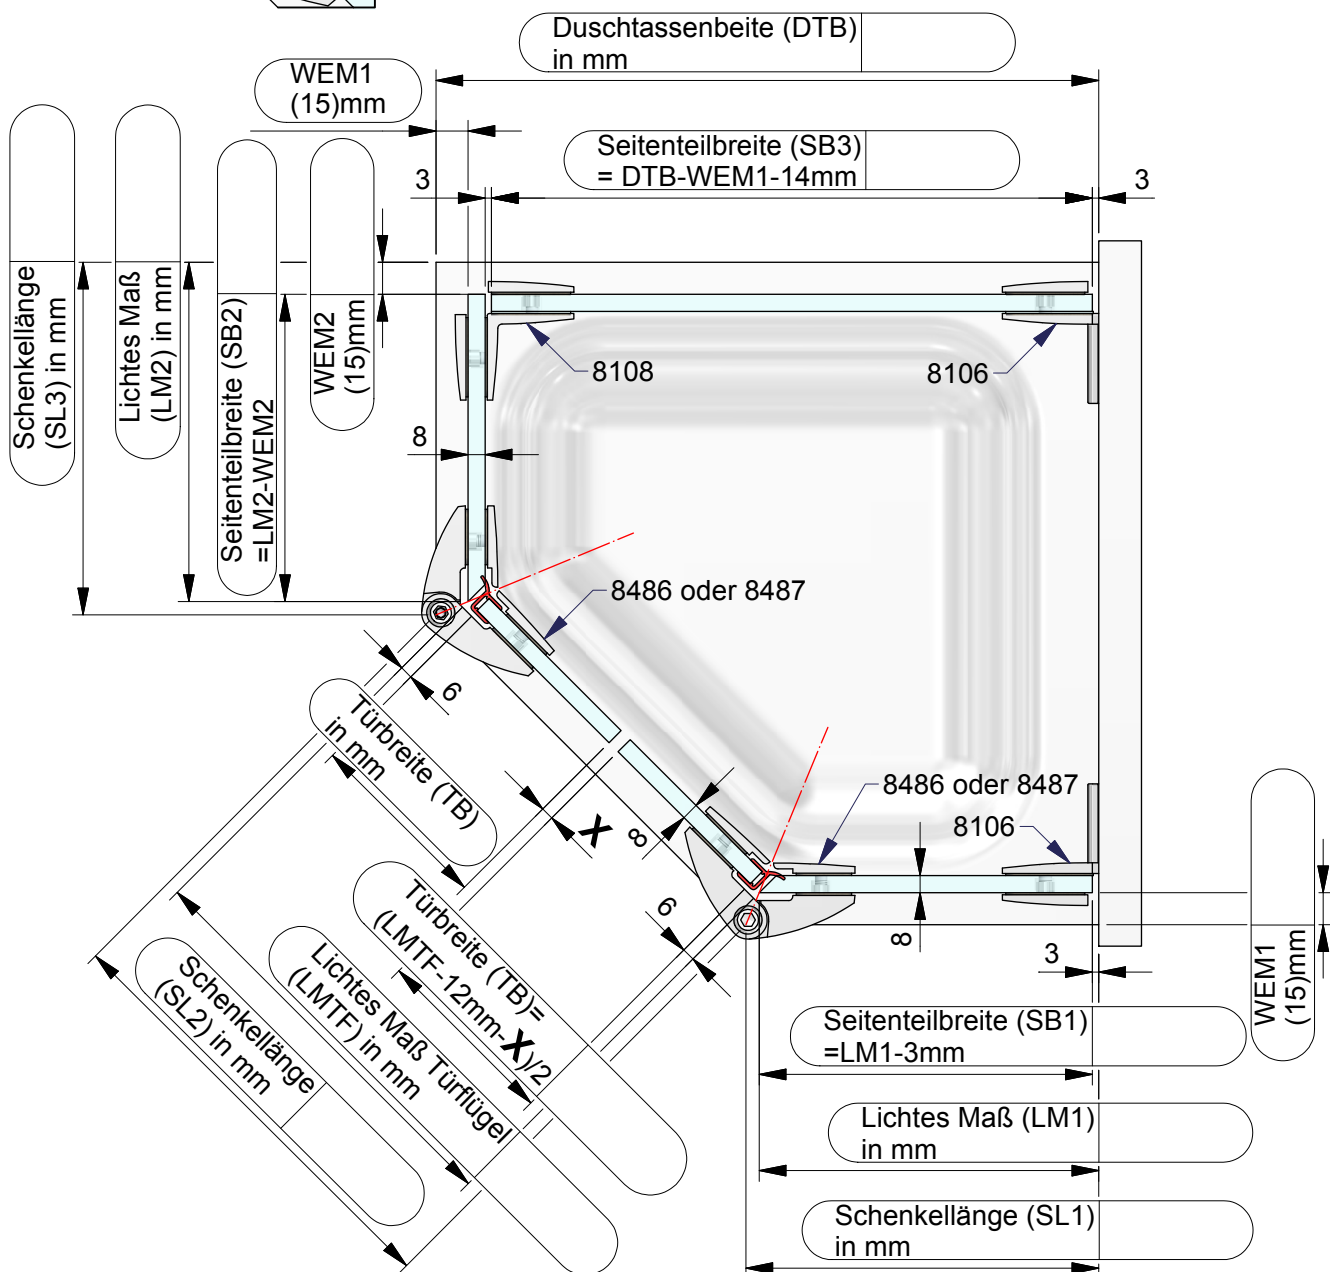 Duschtassenbeite (DTB)
in mm
WEM1
(15)mm
Seitenteilbreite (SB3)
= DTB-WEM1-14mm
3
3
Schenkellänge
(SL3) in mm
Lichtes Maß
(LM2) in mm
Seitenteilbreite (SB2)
=LM2-WEM2
WEM2
(15)mm
8108
8106
8
8486 oder 8487
6
Türbreite (TB)
in mm
X
8
8486 oder 8487
8106
6
8
3
WEM1
(15)mm
Türbreite (TB)=
(LMTF-12mm-X)/2
Lichtes Maß Türflügel
(LMTF) in mm
Schenkellänge
(SL2) in mm
Seitenteilbreite (SB1)
=LM1-3mm
Lichtes Maß (LM1)
in mm
Schenkellänge (SL1)
in mm